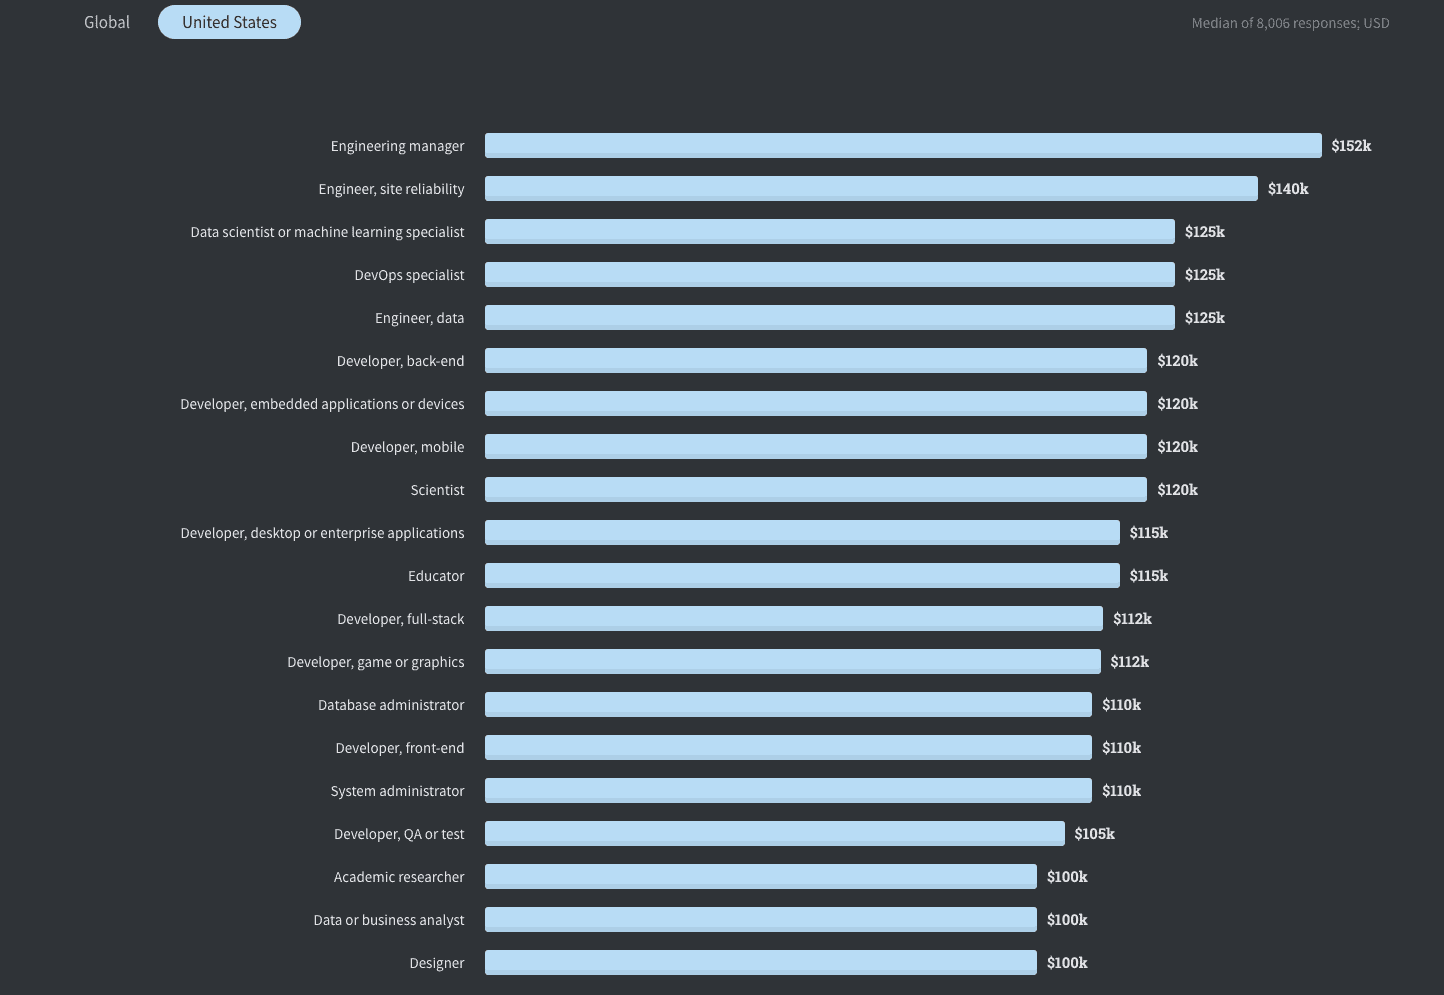 Global United States Median of 8,006 responses; USD
Engineering manager $152k
Engineer, site reliability $140k
Data scientist or machine learning specialist $125k
DevOps specialist $125k
Engineer, data $125k
Developer, back-end $120k
Developer, embedded applications or devices $120k
Developer, mobile $120k
Scientist $120k
Developer, desktop or enterprise applications $115k
Educator $115k
Developer, full-stack $112k
Developer, game or graphics $112k
Database administrator $110k
Developer, front-end $110k
System administrator $110k
Developer, QA or test $105k
Academic researcher $100k
Data or business analyst $100k
Designer $100k